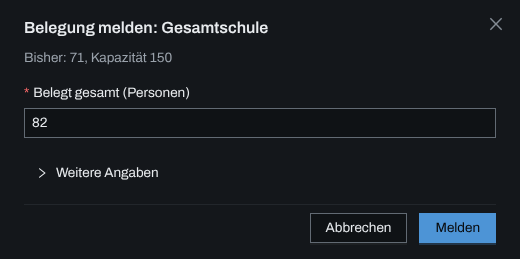 Belegung melden: Gesamtschule
Bisher: 71, Kapazität 150
* Belegt gesamt (Personen)
82
Weitere Angaben
Abbrechen Melden